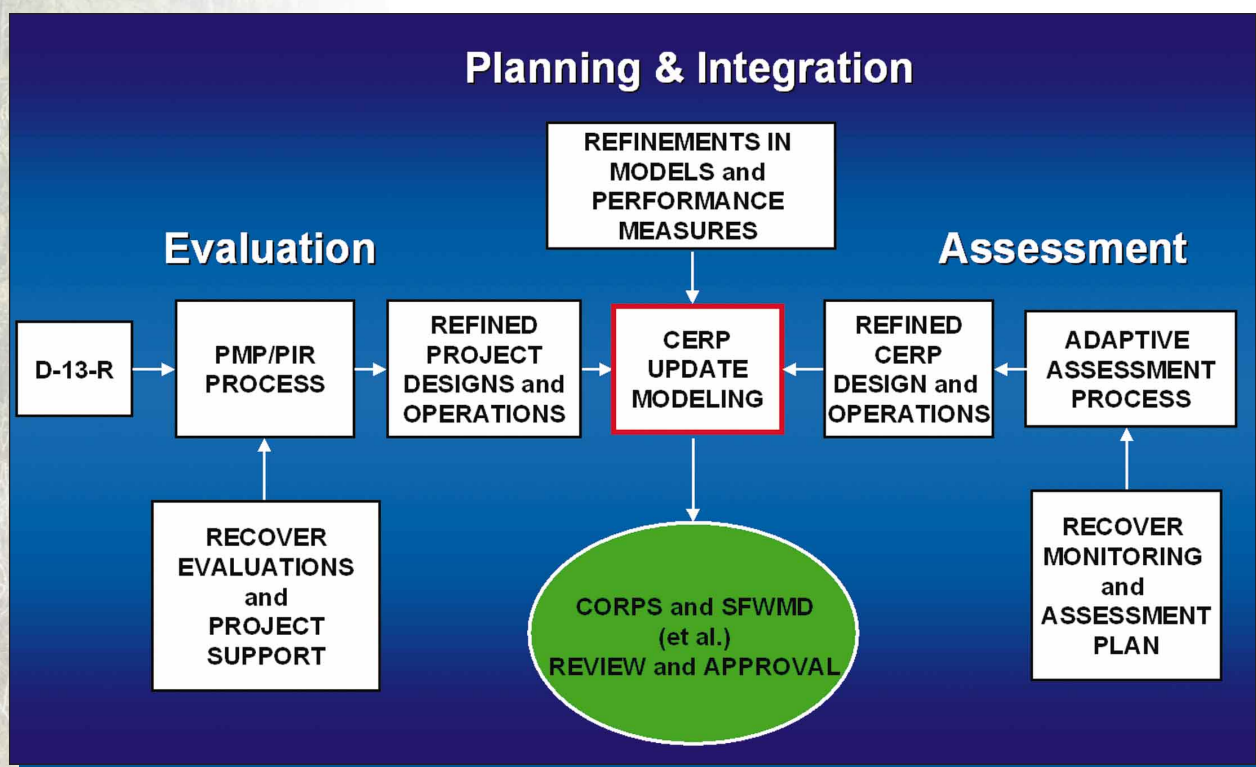 Planning & Integration
REFINEMENTS IN
MODELS and
PERFORMANCE
MEASURES
Evaluation
Assessment
D-13-R
PMP/PIR
PROCESS
REFINED
PROJECT
DESIGNS and
OPERATIONS
CERP
UPDATE
MODELING
REFINED
CERP
DESIGN and
OPERATIONS
ADAPTIVE
ASSESSMENT
PROCESS
RECOVER
EVALUATIONS
and
PROJECT
SUPPORT
CORPS and SFWMD
(et al.)
REVIEW and APPROVAL
RECOVER
MONITORING
and
ASSESSMENT
PLAN